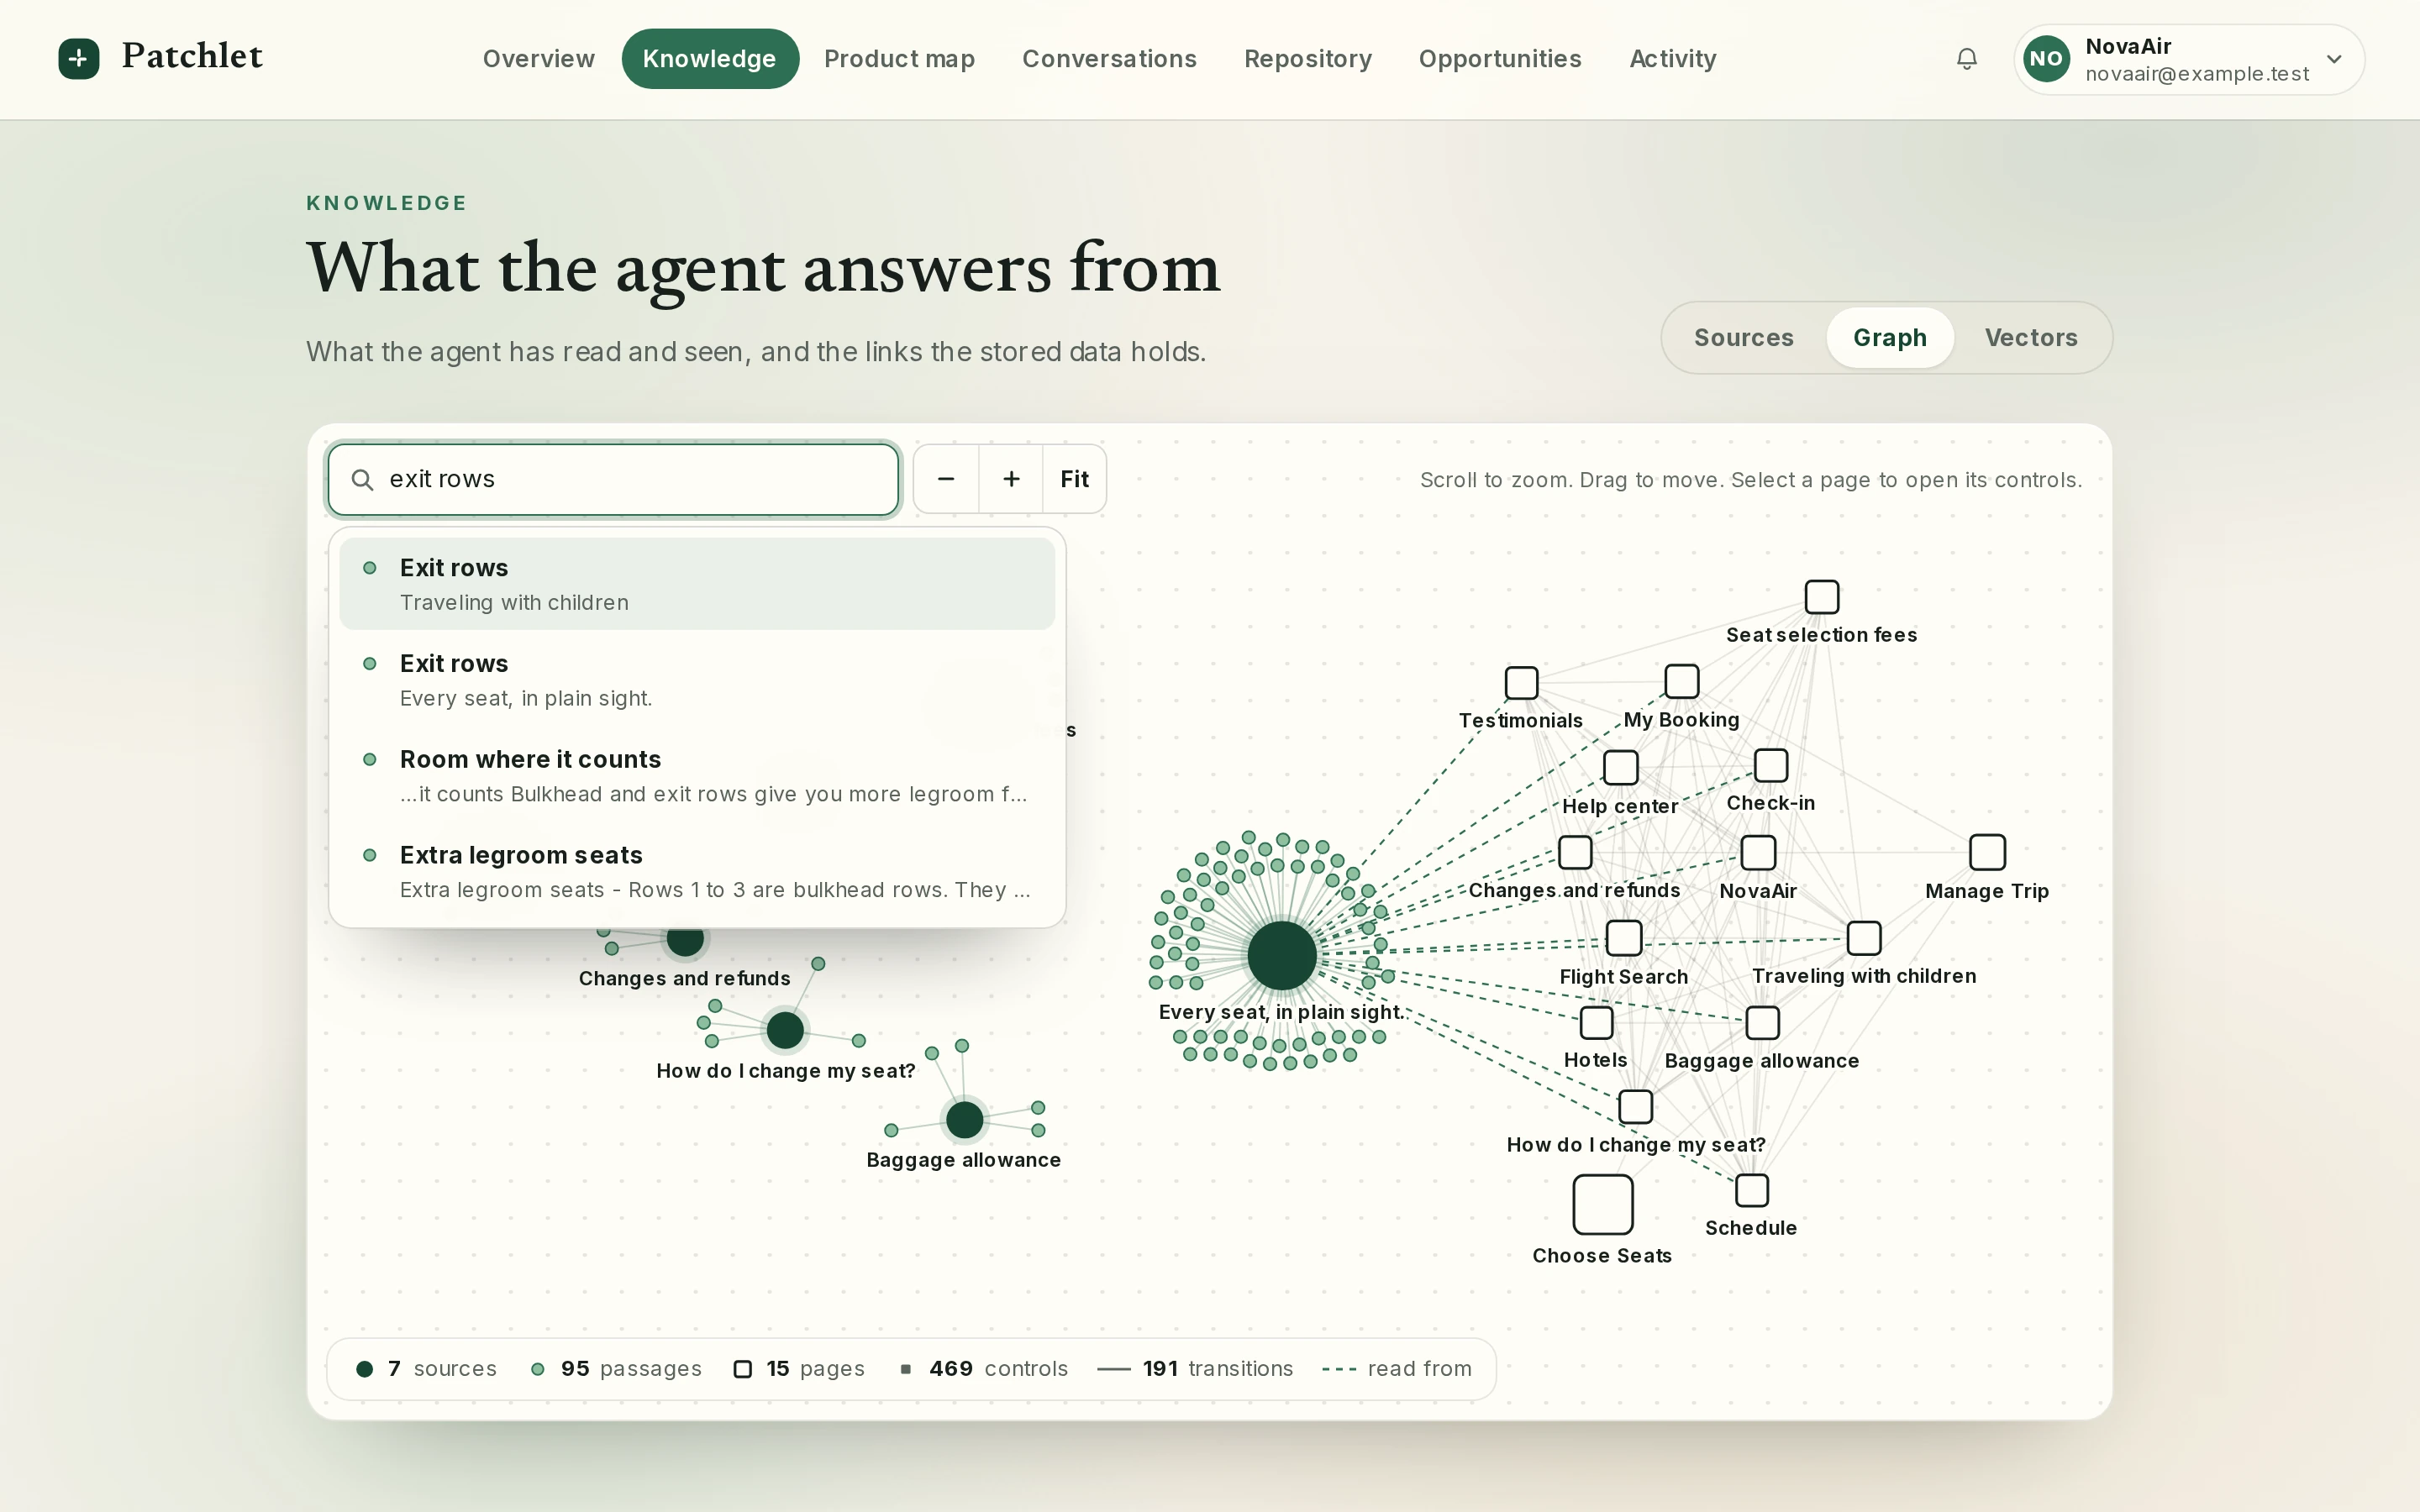 Patchlet
Overview
Knowledge
Product map
Conversations
Repository
Opportunities
Activity
NO
NovaAir
novaair@example.test
KNOWLEDGE
What the agent answers from
What the agent has read and seen, and the links the stored data holds.
Sources
Graph
Vectors
exit rows
Fit
Scroll to zoom. Drag to move. Select a page to open its controls.
Exit rows
Traveling with children
Exit rows
Every seat, in plain sight.
Room where it counts
...it counts Bulkhead and exit rows give you more legroom f...
Extra legroom seats
Extra legroom seats - Rows 1 to 3 are bulkhead rows. They ...
Seat selection fees
Testimonials
My Booking
Help center
Check-in
Changes and refunds
NovaAir
Manage Trip
Changes and refunds
Flight Search
Traveling with children
Every seat, in plain sight.
How do I change my seat?
Hotels
Baggage allowance
How do I change my seat?
Baggage allowance
Schedule
Choose Seats
7 sources
95 passages
15 pages
469 controls
191 transitions
read from